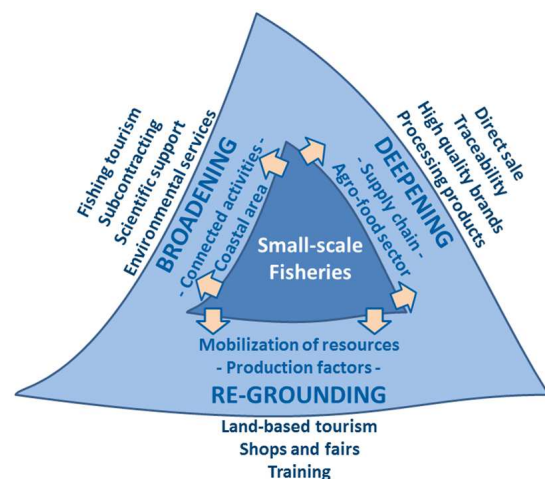 Fishing tourism
Subcontracting
Scientific support
Environmental services
BROADENING
- Connected activities -
Coastal area
Direct sale
Traceability
High quality brands
Processing products
DEEPENING
- Supply chain -
Agro-food sector
Small-scale
Fisheries
Mobilization of resources
- Production factors -
RE-GROUNDING
Land-based tourism
Shops and fairs
Training